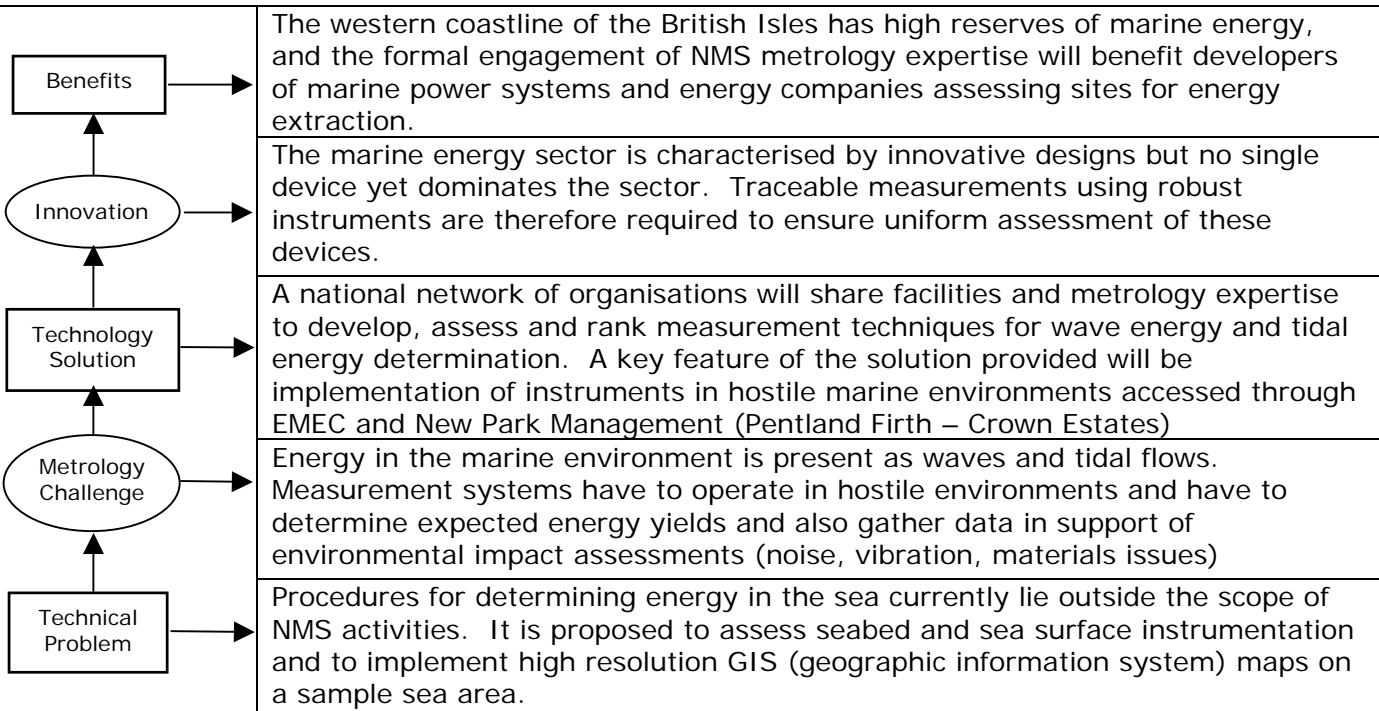 Benefits
The western coastline of the British Isles has high reserves of marine energy,
and the formal engagement of NMS metrology expertise will benefit developers
of marine power systems and energy companies assessing sites for energy
extraction.
Innovation
The marine energy sector is characterised by innovative designs but no single
device yet dominates the sector.  Traceable measurements using robust
instruments are therefore required to ensure uniform assessment of these
devices.
Technology
Solution
A national network of organisations will share facilities and metrology expertise
to develop, assess and rank measurement techniques for wave energy and tidal
energy determination.  A key feature of the solution provided will be
implementation of instruments in hostile marine environments accessed through
EMEC and New Park Management (Pentland Firth – Crown Estates)
Metrology
Challenge
Energy in the marine environment is present as waves and tidal flows.
Measurement systems have to operate in hostile environments and have to
determine expected energy yields and also gather data in support of
environmental impact assessments (noise, vibration, materials issues)
Technical
Problem
Procedures for determining energy in the sea currently lie outside the scope of
NMS activities.  It is proposed to assess seabed and sea surface instrumentation
and to implement high resolution GIS (geographic information system) maps on
a sample sea area.